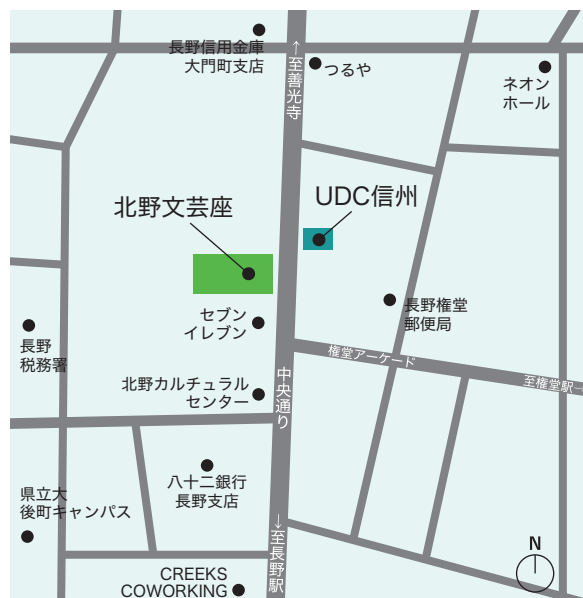 長野信用金庫
大門町支店
←至善光寺
つるや
ネオン
ホール
UDC信州
北野文芸座
セブン
イレブン
長野権堂
郵便局
長野
税務署
権堂アーケード
至権堂駅→
中央通り
北野カルチュラル
センター
八十二銀行
長野支店
県立大
後町キャンパス
←至長野駅
N
CREEKS
COWORKING